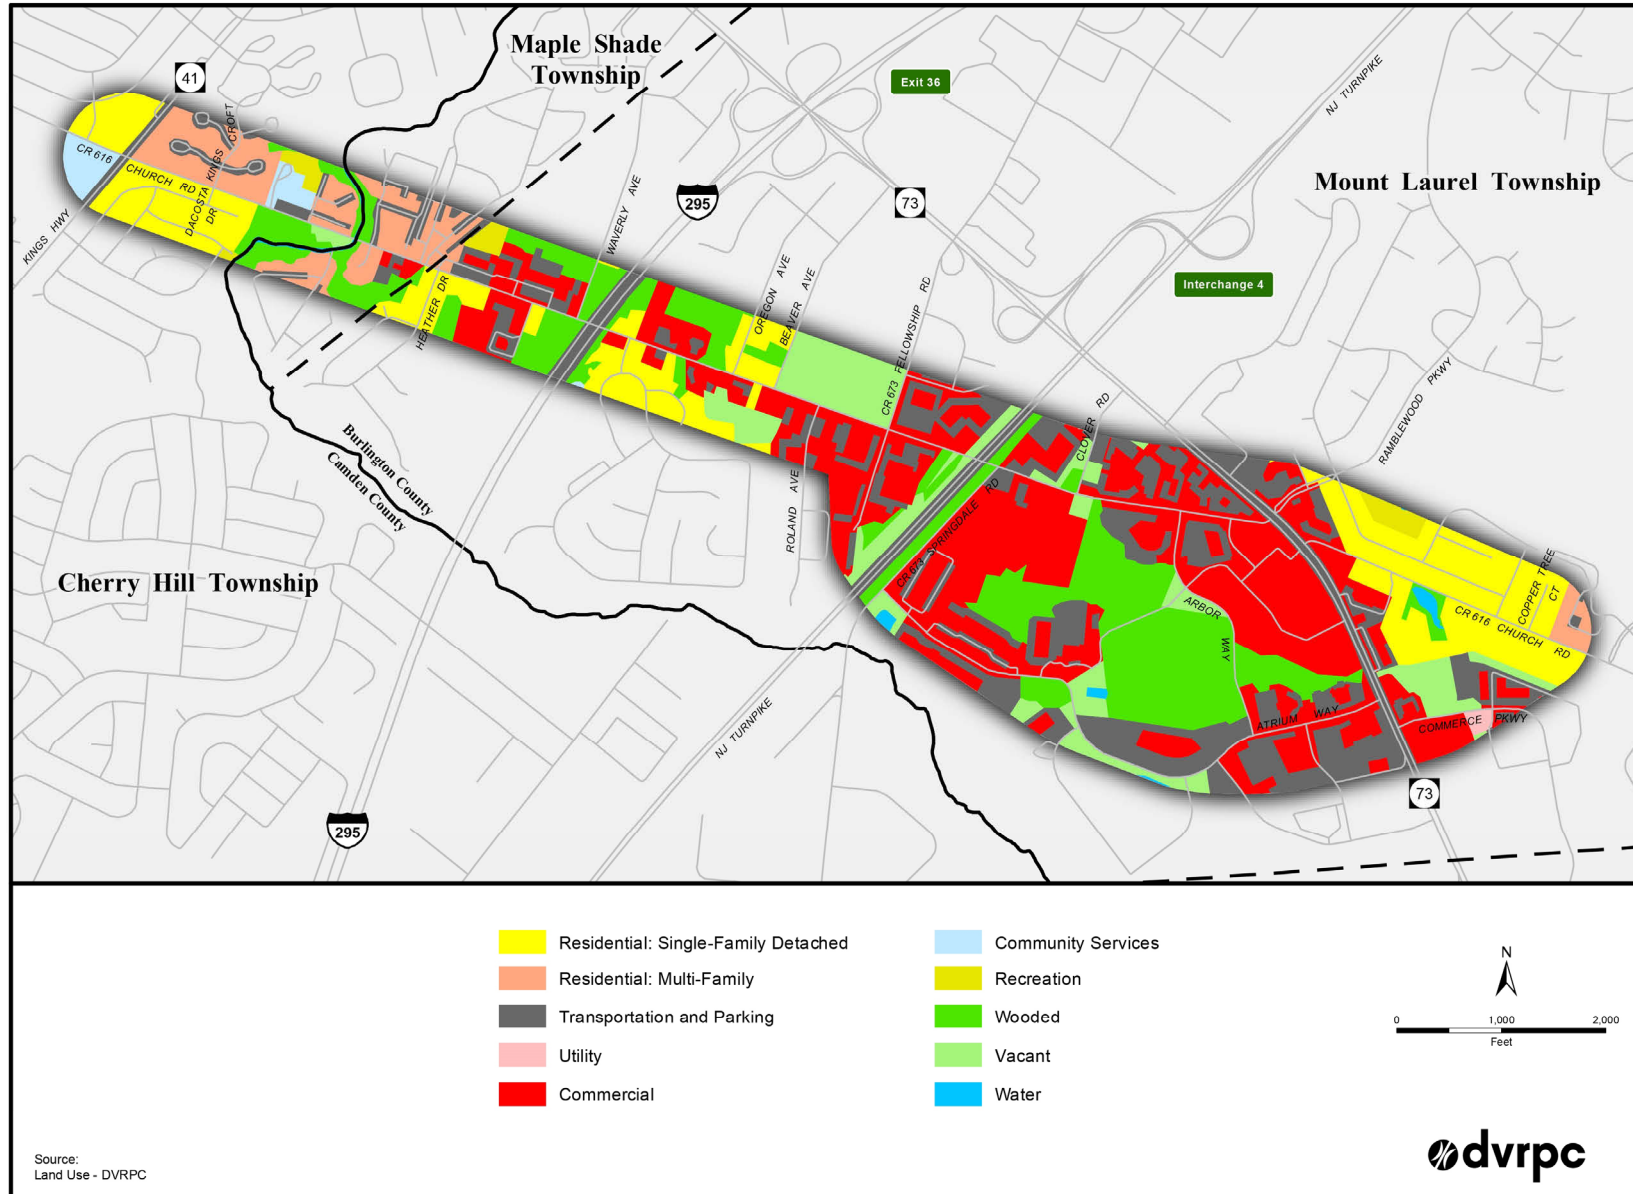 Maple Shade
Township
41
Exit 36
NJ TURNPIKE
CROFT
KINGS
CR 616
CHURCH RD
DACOSTA
DR
KINGS HWY
WAVERLY AVE
295
73
Mount Laurel Township
Interchange 4
OREGON AVE
BEAVER AVE
FELLOWSHIP RD
CR 673
HEATHER DR
RAMBLEWOOD PKWY
CLOVER RD
Burlington County
Camden County
ROLAND AVE
CR 673 SPRINGDALE RD
Cherry Hill Township
ARBOR
WAY
COPPER TREE
CT
CR 616 CHURCH RD
NJ TURNPIKE
ATRIUM WAY
COMMERCE PKWY
73
295
Residential: Single-Family Detached
Residential: Multi-Family
Transportation and Parking
Utility
Commercial
Community Services
Recreation
Wooded
Vacant
Water
N
0 1,000 2,000
Feet
Source:
Land Use - DVRPC
dvrpc